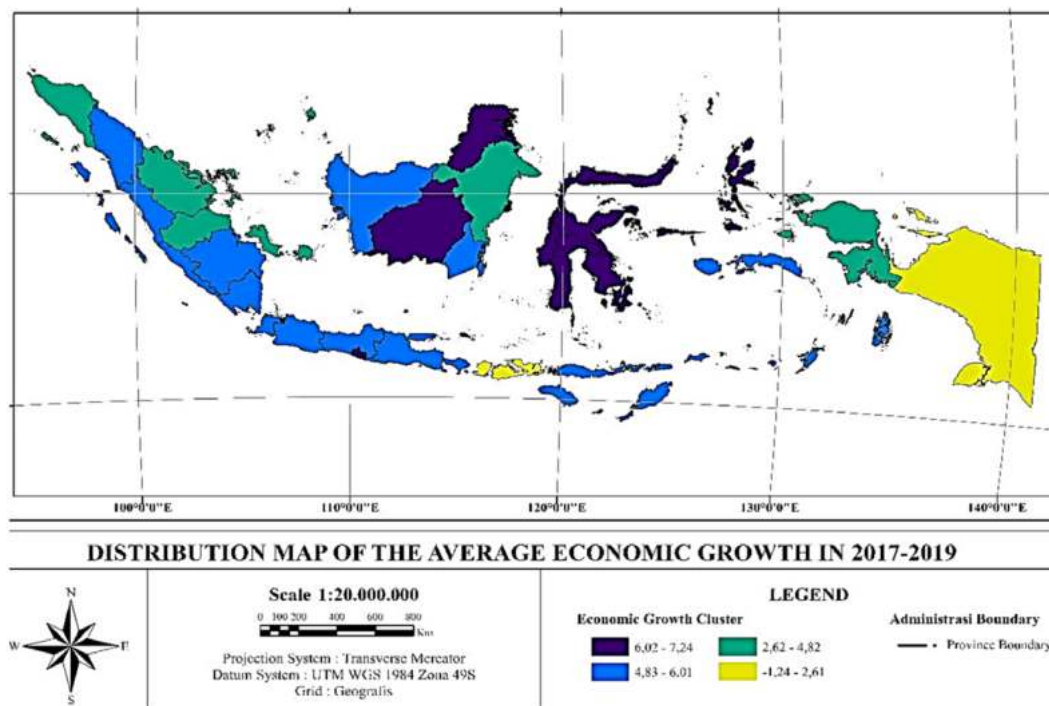 100°0'0"E 110°0'0"E 120°0'0"E 130°0'0"E 140°0'0"E
DISTRIBUTION MAP OF THE AVERAGE ECONOMIC GROWTH IN 2017-2019
N
W E
S
Scale 1:20.000.000
0 100 200 400 600 800
Kms
Projection System : Transverse Mercator
Datum System : UTM WGS 1984 Zona 49S
Grid : Geografis
LEGEND
Economic Growth Cluster
6,02 - 7,24
4,83 - 6,01
2,62 - 4,82
-1,24 - 2,61
Administrasi Boundary
Province Boundary